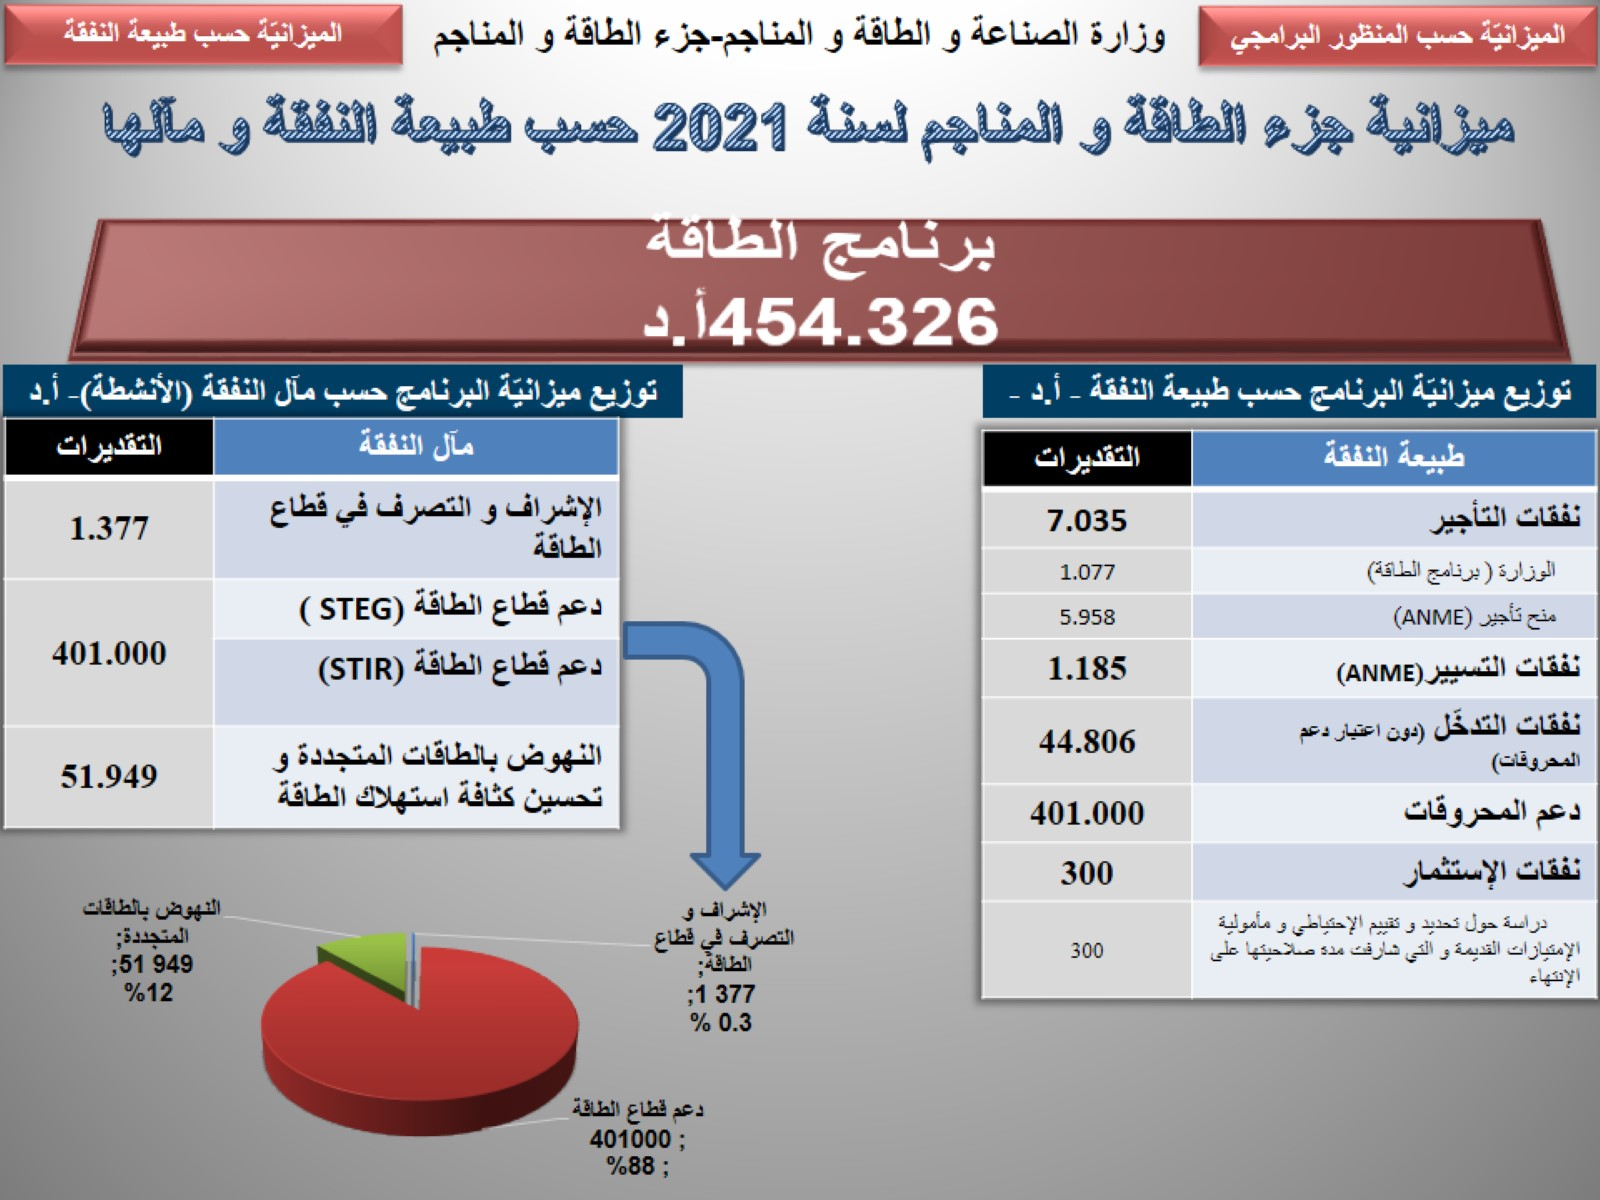 الميزانيّة حسب المنظور البرامجي
وزارة الصناعة و الطاقة و المناجم-جزء الطاقة و المناجم
الميزانيّة حسب طبيعة النفقة
ميزانية جزء الطاقة و المناجم لسنة 2021 حسب طبيعة النفقة و مآلها
برنامج الطاقة
454.326أ.د
توزيع ميزانيّة البرنامج حسب طبيعة النفقة - أ.د -
طبيعة النفقة
التقديرات
نفقات التأجير
7.035
الوزارة ( برنامج الطاقة)
1.077
منح تأجير (ANME)
5.958
نفقات التسيير(ANME)
1.185
نفقات التدخّل (دون اعتبار دعم
المحروقات)
44.806
دعم المحروقات
401.000
نفقات الإستثمار
300
دراسة حول تحديد و تقييم الإحتياطي و مأمولية
الإمتيازات القديمة و التي شارفت مدة صلاحيتها على
الإنتهاء
300
توزيع ميزانيّة البرنامج حسب مآل النفقة (الأنشطة)- أ.د
مآل النفقة
التقديرات
الإشراف و التصرف في قطاع
الطاقة
1.377
دعم قطاع الطاقة (STEG )
دعم قطاع الطاقة (STIR)
401.000
النهوض بالطاقات المتجددة و
تحسين كثافة استهلاك الطاقة
51.949
الإشراف و
التصرف في قطاع
الطاقة;
1 377;
0.3 %
النهوض بالطاقات
المتجددة;
51 949;
12%
دعم قطاع الطاقة
; 401000
; 88%